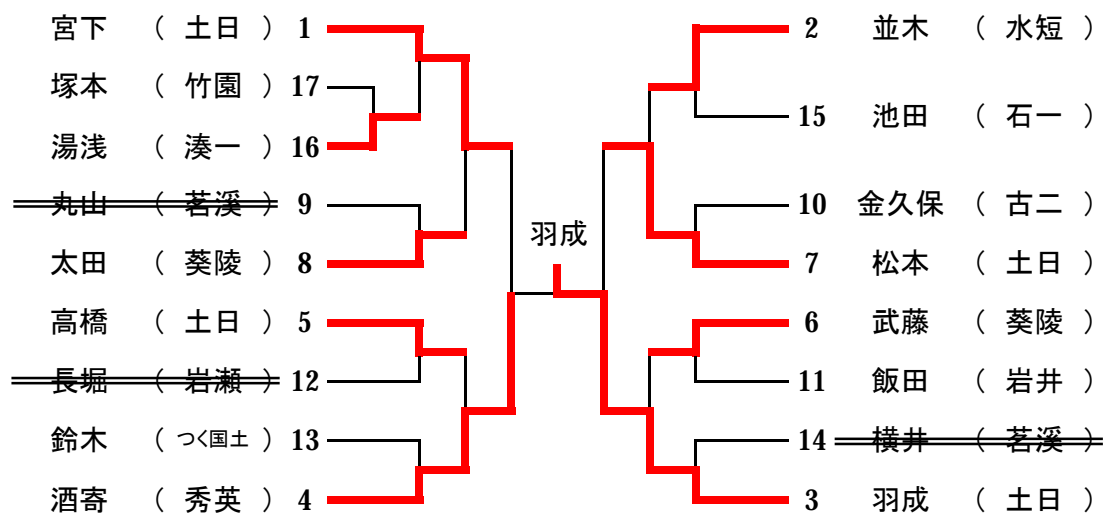 宮下 ( 土日 ) 1
塚本 ( 竹園 ) 17
湯浅 ( 湊一 ) 16
丸山 ( 茗溪 ) 9
太田 ( 葵陵 ) 8
高橋 ( 土日 ) 5
長堀 ( 岩瀬 ) 12
鈴木 ( つく国土 ) 13
酒寄 ( 秀英 ) 4
羽成
2 並木 ( 水短 )
15 池田 ( 石一 )
10 金久保 ( 古二 )
7 松本 ( 土日 )
6 武藤 ( 葵陵 )
11 飯田 ( 岩井 )
14 横井 ( 茗溪 )
3 羽成 ( 土日 )